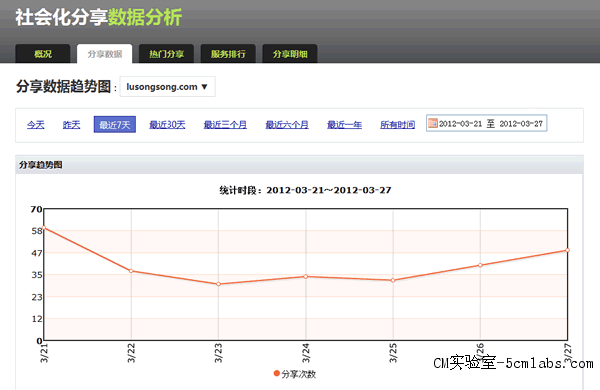 社会化分享数据分析
概况 分享数据 热门分享 服务排行 分享明细
分享数据趋势图： lusongsong.com ▼
今天 昨天 最近7天 最近30天 最近三个月 最近六个月 最近一年 所有时间 2012-03-21 至 2012-03-27
分享趋势图
统计时段：2012-03-21～2012-03-27
70
58
47
35
23
12
0
3/21 3/22 3/23 3/24 3/25 3/26 3/27
CM实验室-5cmlabs.com
分享次数